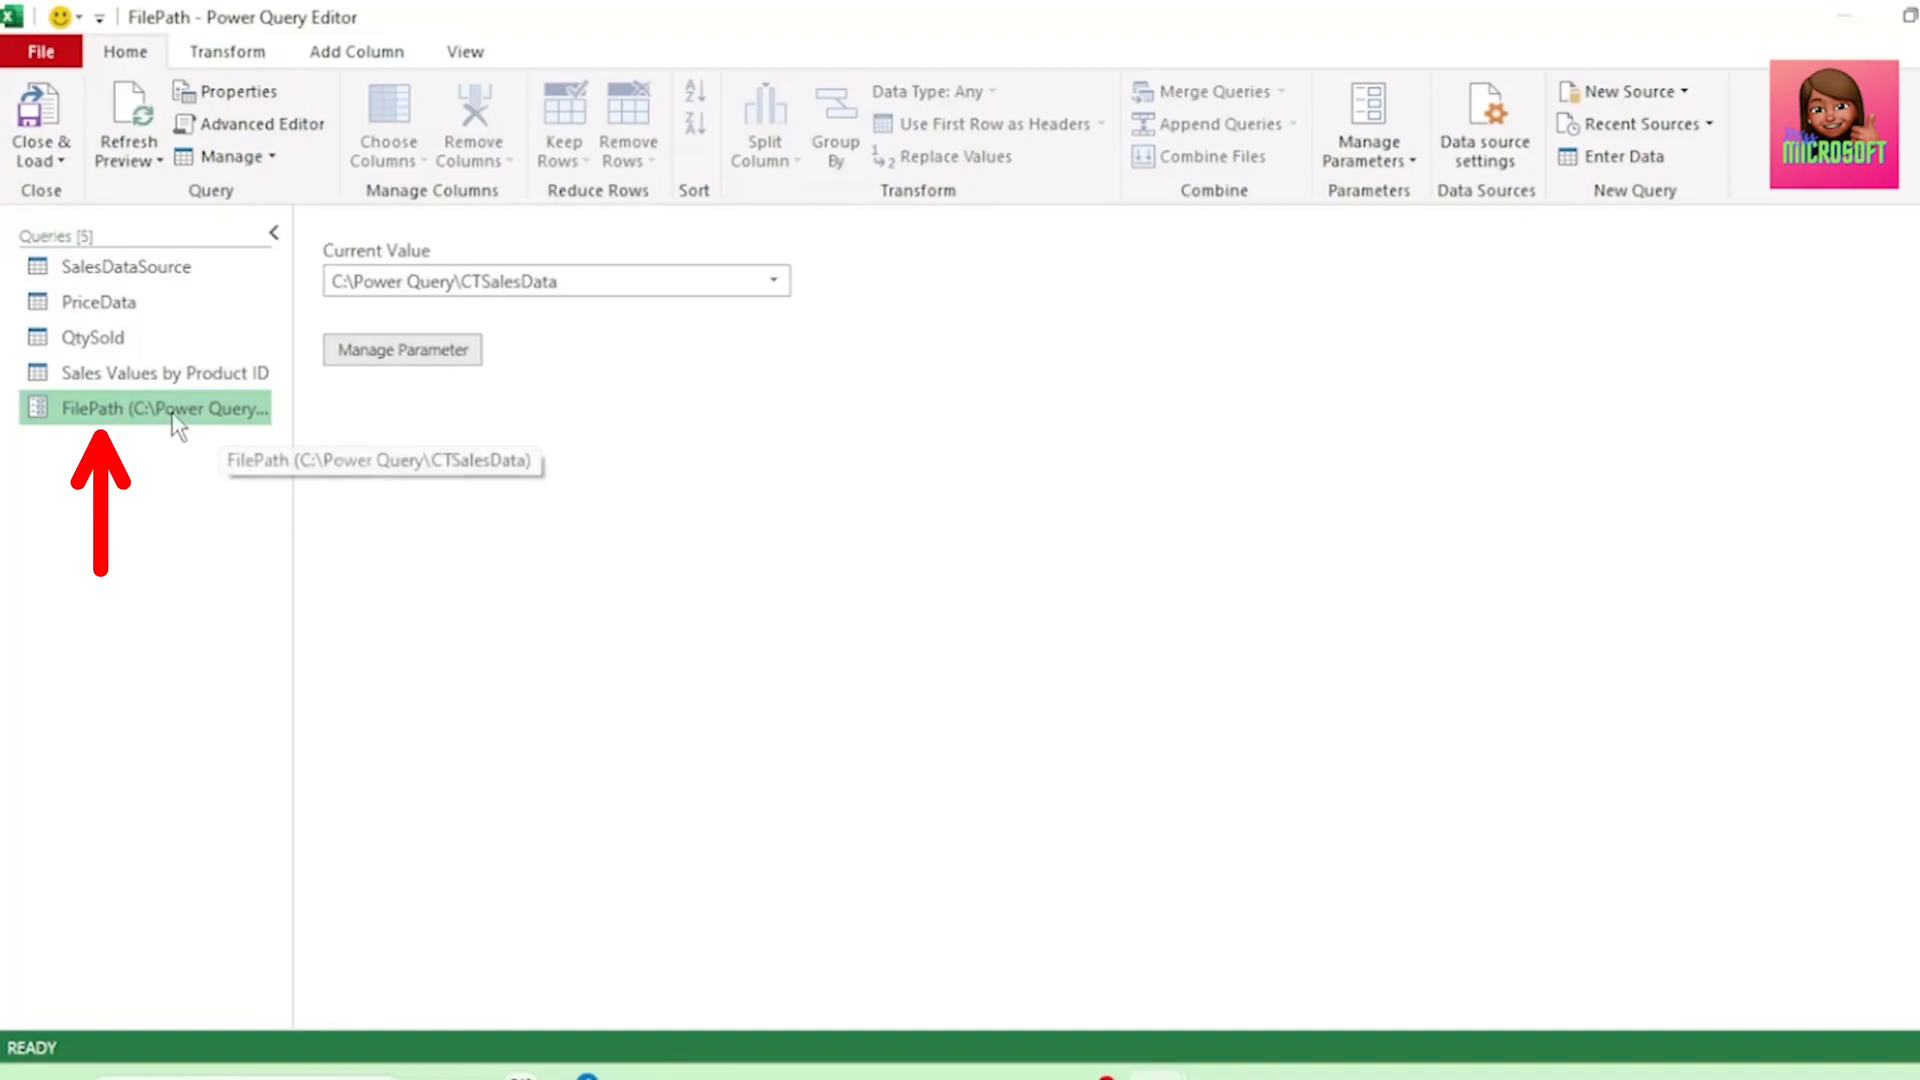 FilePath - Power Query Editor
File Home Transform Add Column View
Close & Load
Refresh Preview
Properties
Advanced Editor
Manage
Choose Columns
Remove Columns
Keep Rows
Remove Rows
A Z
Z A
Split Column
Group By
Data Type: Any
Use First Row as Headers
1 2 Replace Values
Merge Queries
Append Queries
Combine Files
Manage Parameters
Data source settings
New Source
Recent Sources
Enter Data
My MICROSOFT
Close
Query
Manage Columns
Reduce Rows
Sort
Transform
Combine
Parameters
Data Sources
New Query
Queries [5]
SalesDataSource
PriceData
QtySold
Sales Values by Product ID
FilePath (C:\Power Query...
FilePath (C:\Power Query\CTSalesData)
Current Value
C:\Power Query\CTSalesData
Manage Parameter
READY